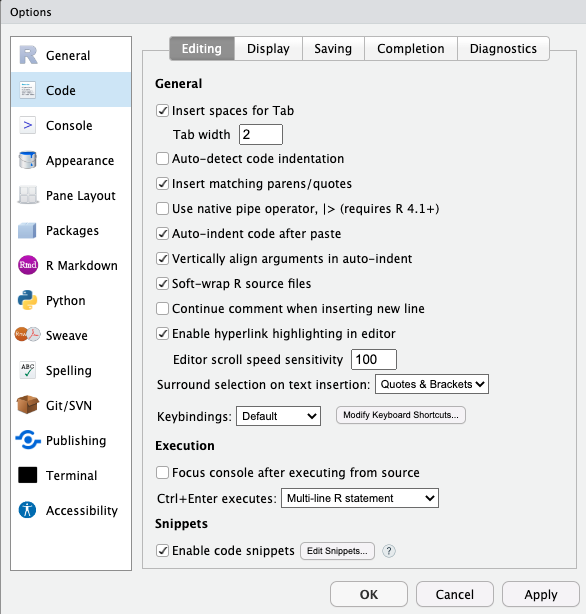 Options
R General
Code
> Console
Appearance
Pane Layout
Packages
Rmd R Markdown
Python
Rnw Sweave
ABC Spelling
Git/SVN
Publishing
Terminal
Accessibility
Editing Display Saving Completion Diagnostics
General
Insert spaces for Tab
Tab width 2
Auto-detect code indentation
Insert matching parens/quotes
Use native pipe operator, |> (requires R 4.1+)
Auto-indent code after paste
Vertically align arguments in auto-indent
Soft-wrap R source files
Continue comment when inserting new line
Enable hyperlink highlighting in editor
Editor scroll speed sensitivity 100
Surround selection on text insertion: Quotes & Brackets
Keybindings: Default Modify Keyboard Shortcuts...
Execution
Focus console after executing from source
Ctrl+Enter executes: Multi-line R statement
Snippets
Enable code snippets Edit Snippets... ?
OK Cancel Apply